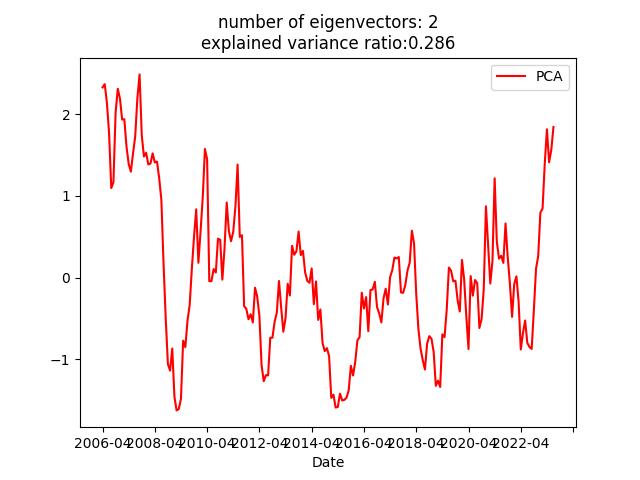 number of eigenvectors: 2
explained variance ratio:0.286
PCA
2
1
0
−1
2006-04 2008-04 2010-04 2012-04 2014-04 2016-04 2018-04 2020-04 2022-04
Date